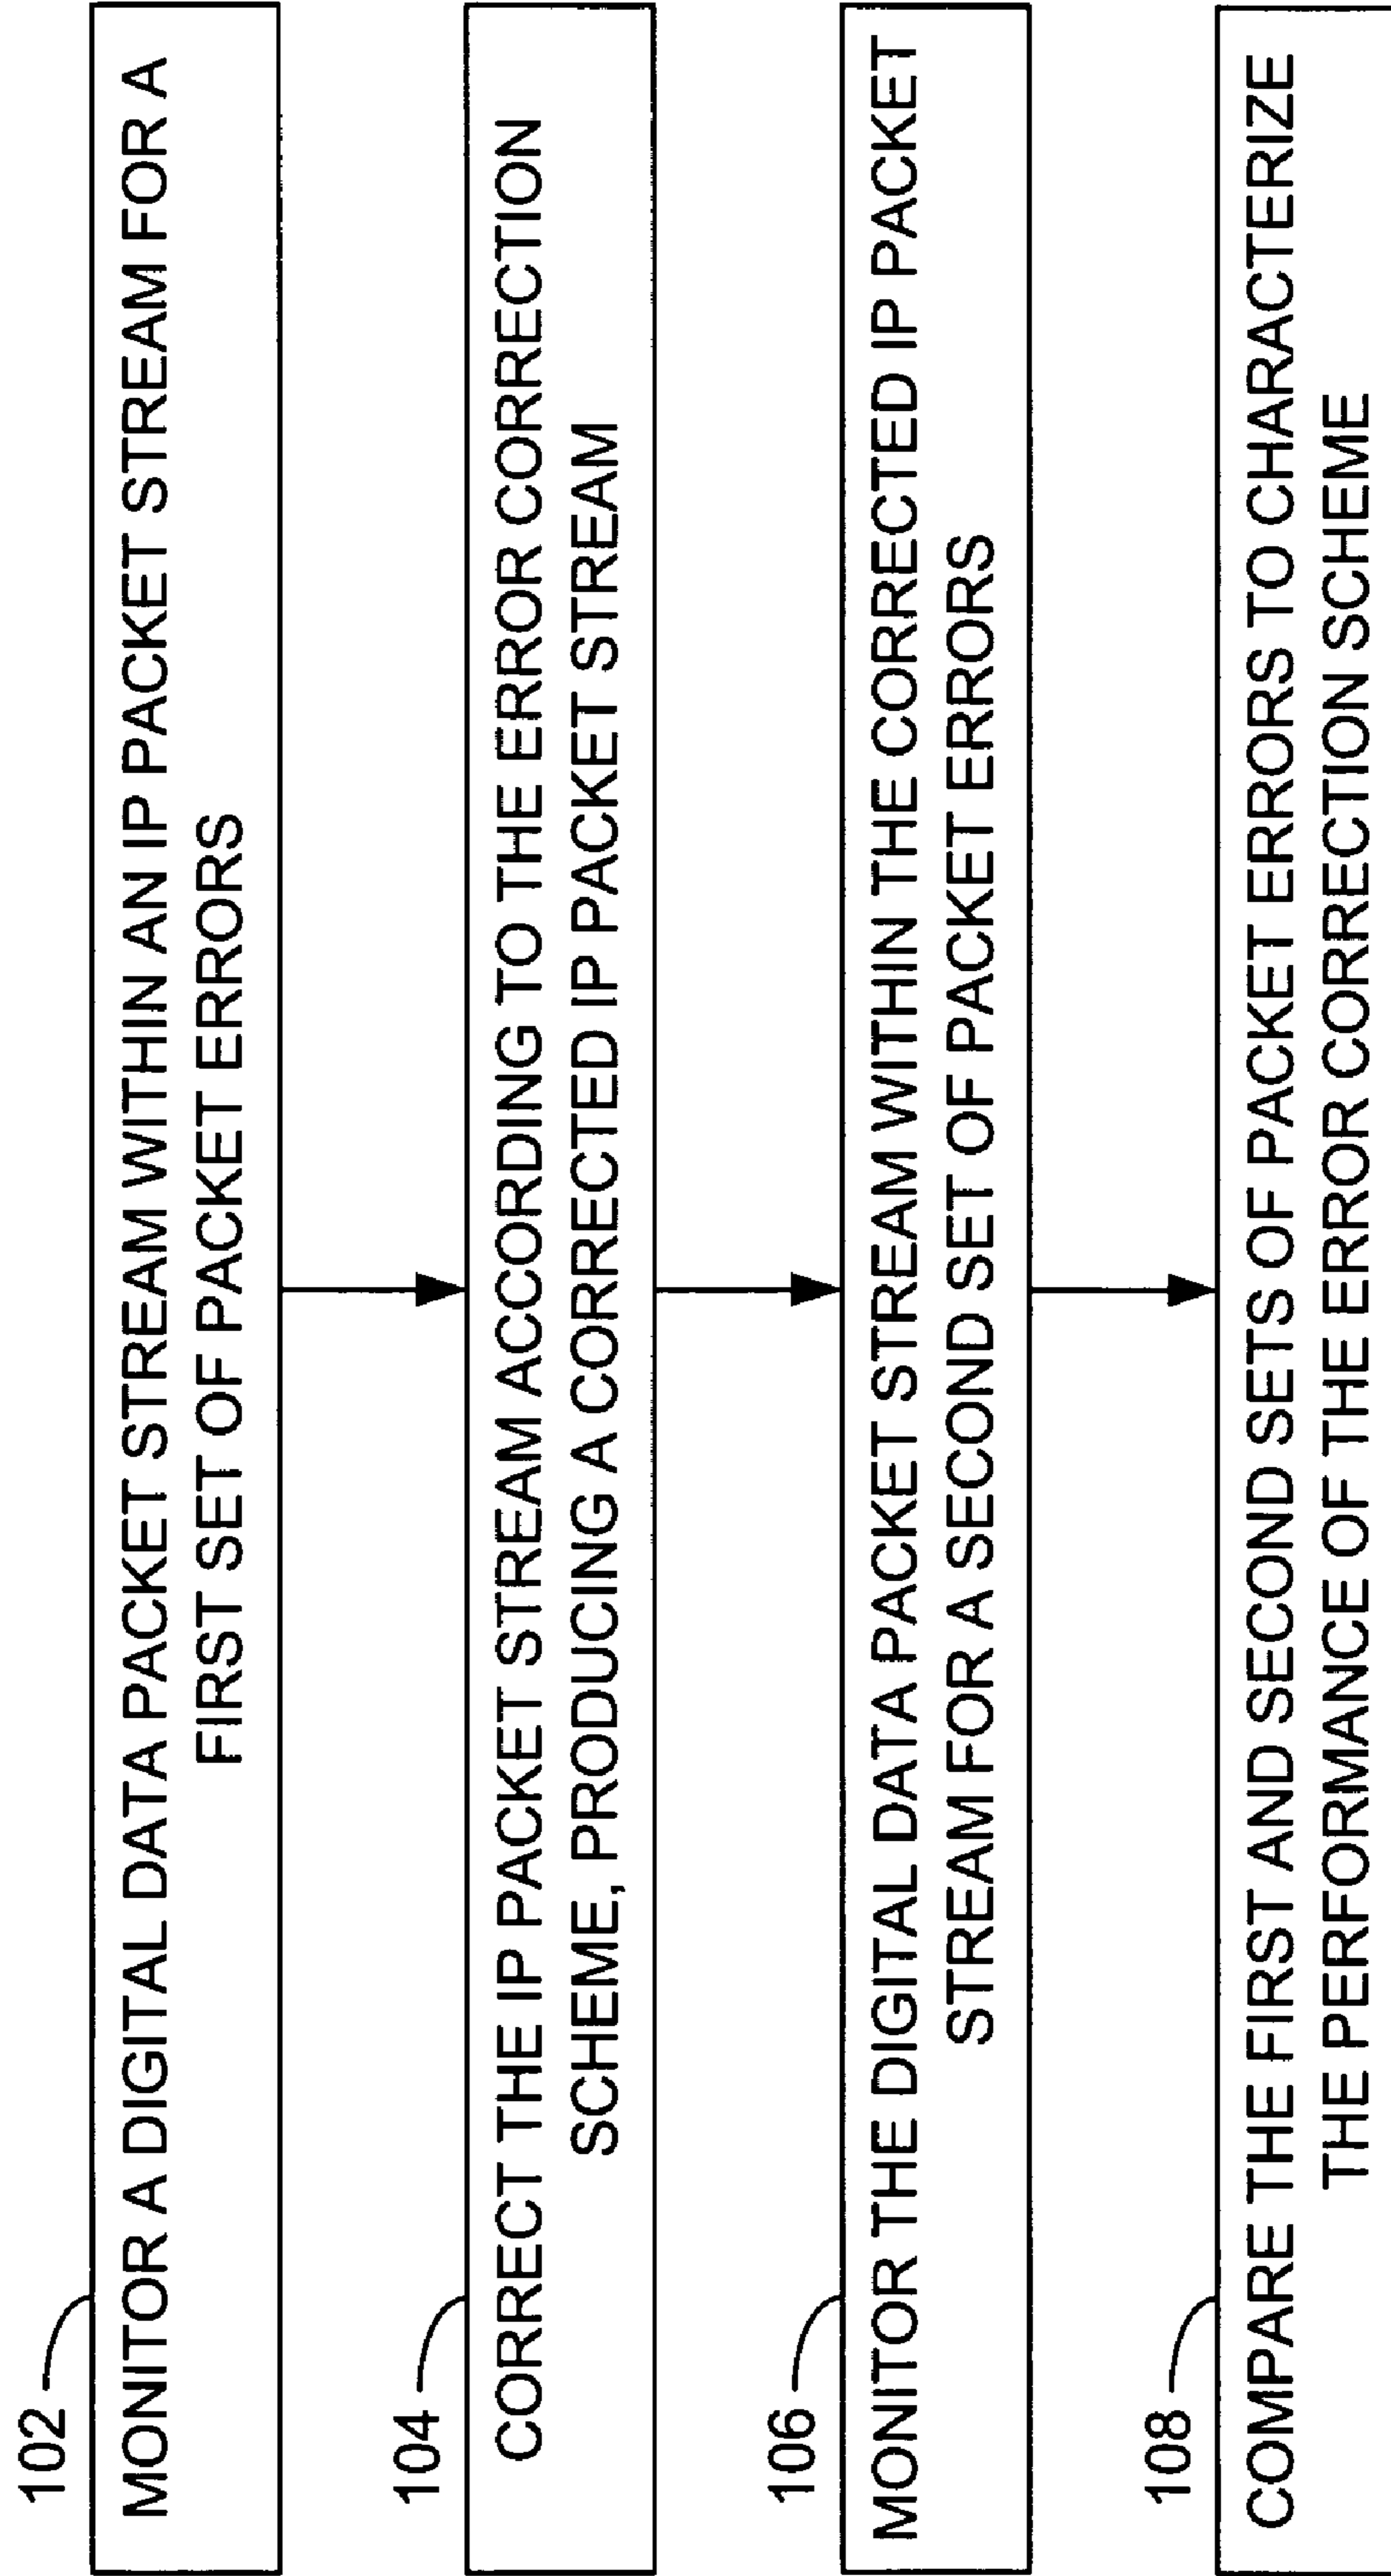 102
MONITOR A DIGITAL DATA PACKET STREAM WITHIN AN IP PACKET STREAM FOR A
FIRST SET OF PACKET ERRORS
104
CORRECT THE IP PACKET STREAM ACCORDING TO THE ERROR CORRECTION
SCHEME, PRODUCING A CORRECTED IP PACKET STREAM
106
MONITOR THE DIGITAL DATA PACKET STREAM WITHIN THE CORRECTED IP PACKET
STREAM FOR A SECOND SET OF PACKET ERRORS
108
COMPARE THE FIRST AND SECOND SETS OF PACKET ERRORS TO CHARACTERIZE
THE PERFORMANCE OF THE ERROR CORRECTION SCHEME